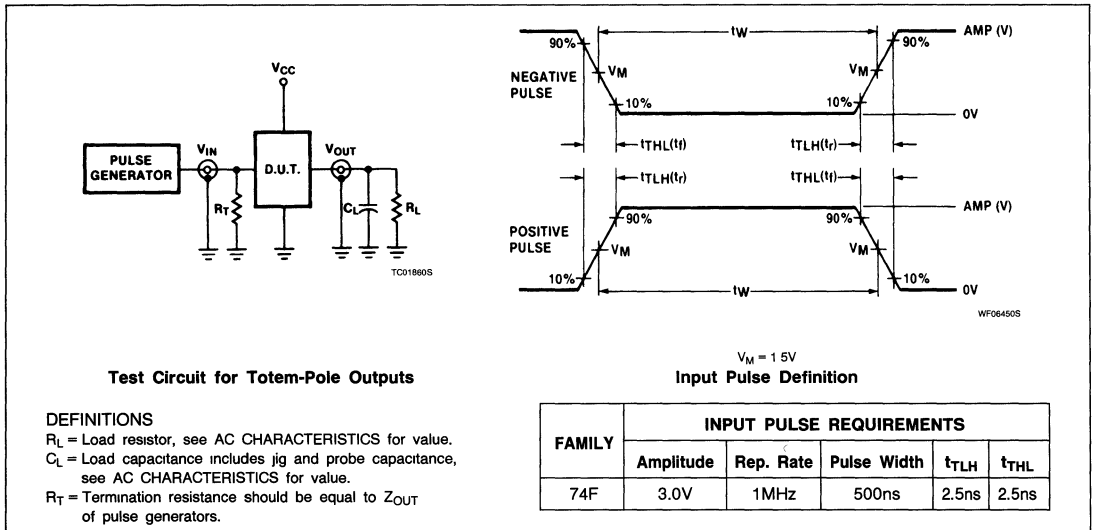 VCC
PULSE GENERATOR
VIN
D.U.T.
VOUT
RT
CL
RL
TC01860S
Test Circuit for Totem-Pole Outputs
DEFINITIONS
RL = Load resistor, see AC CHARACTERISTICS for value.
CL = Load capacitance includes jig and probe capacitance,
see AC CHARACTERISTICS for value.
RT = Termination resistance should be equal to ZOUT
of pulse generators.
90%
tW
90%
AMP (V)
NEGATIVE
PULSE
VM
VM
10%
10%
0V
tTHL(tf)
tTLH(tr)
tTLH(tr)
tTHL(tf)
AMP (V)
90%
90%
POSITIVE
PULSE
VM
VM
10%
10%
tW
0V
WF06450S
VM = 1 5V
Input Pulse Definition
FAMILY
INPUT PULSE REQUIREMENTS
Amplitude Rep. Rate Pulse Width tTLH tTHL
74F 3.0V 1MHz 500ns 2.5ns 2.5ns